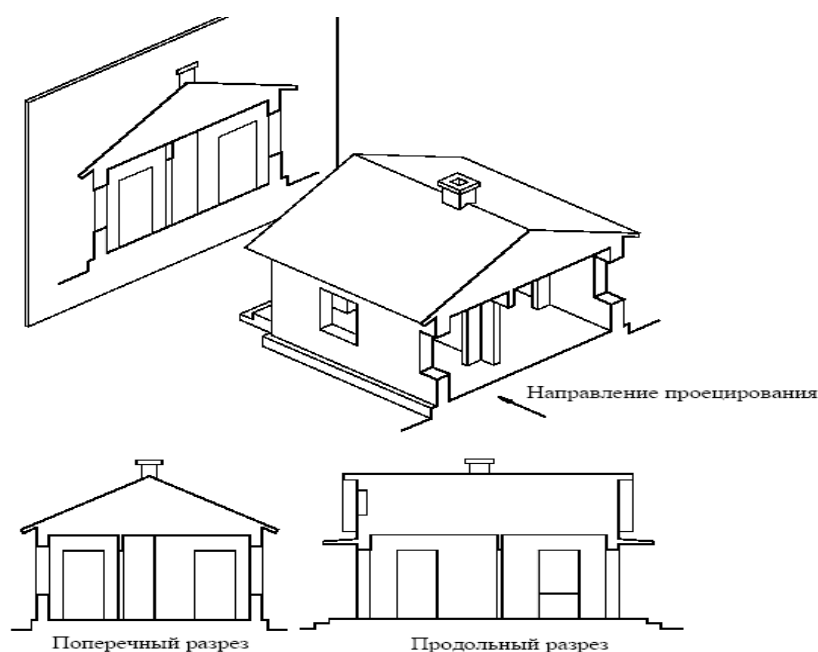 Направление проецирования
Поперечный разрез
Продольный разрез